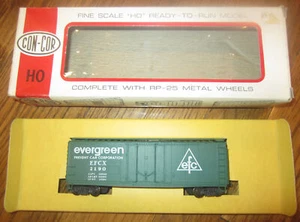 FINE SCALE "HO" READY-TO-RUN MODEL
CON-COR
HO
COMPLETE WITH RP-25 METAL WHEELS
evergreen
FREIGHT CAR CORPORATION
EFCX
2190
efc